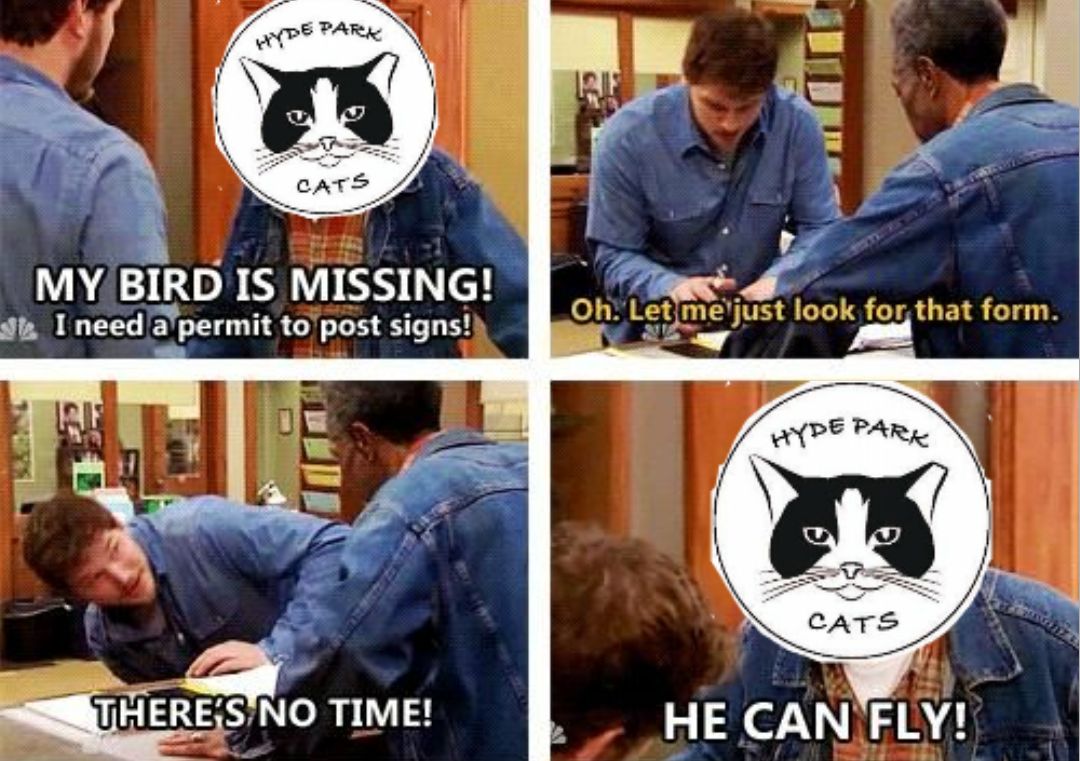 HYDE PARK
CATS
MY BIRD IS MISSING!
I need a permit to post signs!
Oh. Let me just look for that form.
THERE'S NO TIME!
HYDE PARK
CATS
HE CAN FLY!